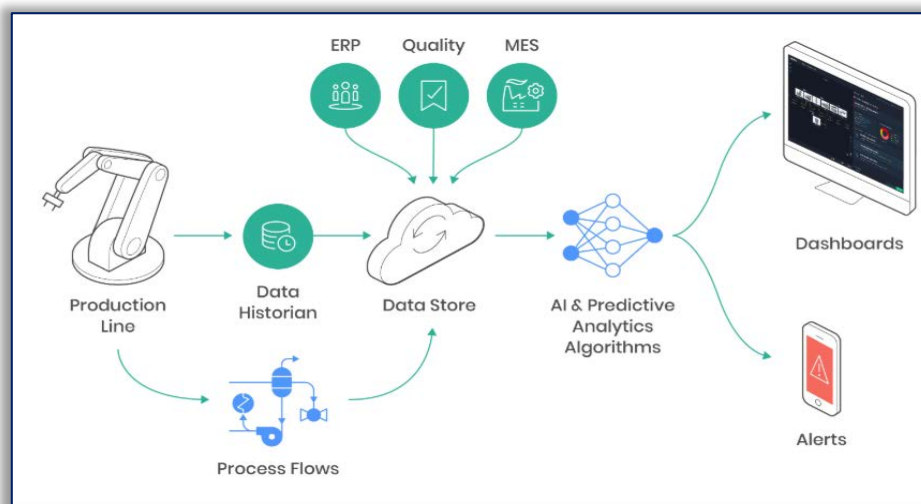 ERP
Quality
MES
Production
Line
Data
Historian
Data Store
AI & Predictive
Analytics
Algorithms
Dashboards
Process Flows
Alerts